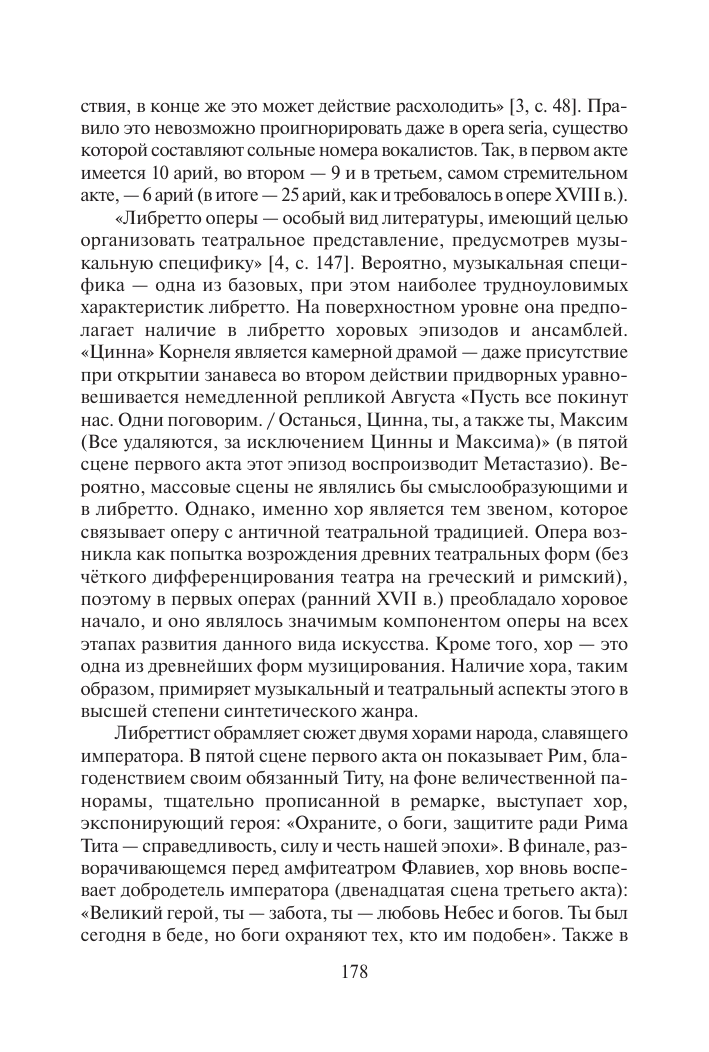 ствия, в конце же это может действие расхолодить» [3, с. 48]. Пра-
вило это невозможно проигнорировать даже в opera seria, существо
которой составляют сольные номера вокалистов. Так, в первом акте
имеется 10 арий, во втором — 9 и в третьем, самом стремительном
акте, — 6 арий (в итоге — 25 арий, как и требовалось в опере XVIII в.).
«Либретто оперы — особый вид литературы, имеющий целью
организовать театральное представление, предусмотрев музы-
кальную специфику» [4, с. 147]. Вероятно, музыкальная специ-
фика — одна из базовых, при этом наиболее трудноуловимых
характеристик либретто. На поверхностном уровне она предпо-
лагает наличие в либретто хоровых эпизодов и ансамблей.
«Цинна» Корнеля является камерной драмой — даже присутствие
при открытии занавеса во втором действии придворных уравно-
вешивается немедленной репликой Августа «Пусть все покинут
нас. Одни поговорим. / Останься, Цинна, ты, а также ты, Максим
(Все удаляются, за исключением Цинны и Максима)» (в пятой
сцене первого акта этот эпизод воспроизводит Метастазио). Ве-
роятно, массовые сцены не являлись бы смыслообразующими и
в либретто. Однако, именно хор является тем звеном, которое
связывает оперу с античной театральной традицией. Опера воз-
никла как попытка возрождения древних театральных форм (без
чёткого дифференцирования театра на греческий и римский),
поэтому в первых операх (ранний XVII в.) преобладало хоровое
начало, и оно являлось значимым компонентом оперы на всех
этапах развития данного вида искусства. Кроме того, хор — это
одна из древнейших форм музицирования. Наличие хора, таким
образом, примиряет музыкальный и театральный аспекты этого в
высшей степени синтетического жанра.
Либреттист обрамляет сюжет двумя хорами народа, славящего
императора. В пятой сцене первого акта он показывает Рим, бла-
годенствием своим обязанный Титу, на фоне величественной па-
норамы, тщательно прописанной в ремарке, выступает хор,
экспонирующий героя: «Охраните, о боги, защитите ради Рима
Тита — справедливость, силу и честь нашей эпохи». В финале, раз-
ворачивающемся перед амфитеатром Флавиев, хор вновь воспе-
вает добродетель императора (двенадцатая сцена третьего акта):
«Великий герой, ты — забота, ты — любовь Небес и богов. Ты был
сегодня в беде, но боги охраняют тех, кто им подобен». Также в
178